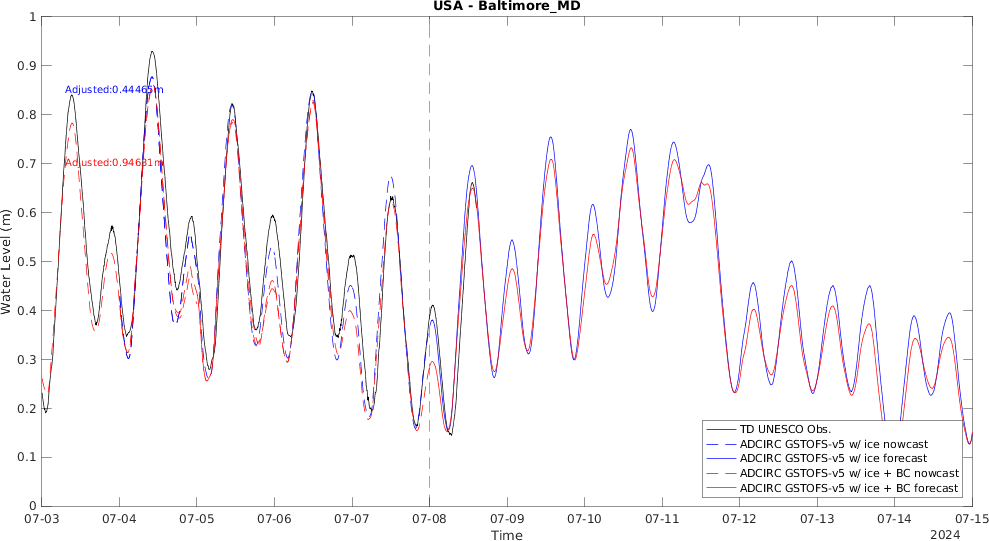 USA - Baltimore_MD
1
0.9
0.8
0.7
0.6
0.5
0.4
0.3
0.2
0.1
0
Water Level (m)
Adjusted:0.44465m
Adjusted:0.94631m
TD UNESCO Obs.
ADCIRC GSTOFS-v5 w/ ice nowcast
ADCIRC GSTOFS-v5 w/ ice forecast
ADCIRC GSTOFS-v5 w/ ice + BC nowcast
ADCIRC GSTOFS-v5 w/ ice + BC forecast
07-03 07-04 07-05 07-06 07-07 07-08 07-09 07-10 07-11 07-12 07-13 07-14 07-15
Time
2024